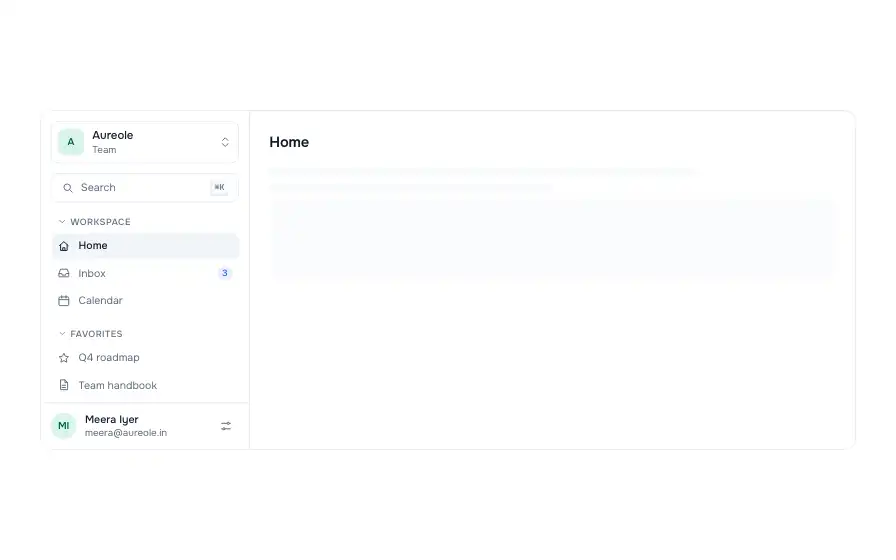 A
Aureole
Team
Search
⌘K
WORKSPACE
Home
Inbox
3
Calendar
FAVORITES
Q4 roadmap
Team handbook
MI
Meera Iyer
meera@aureole.in
Home